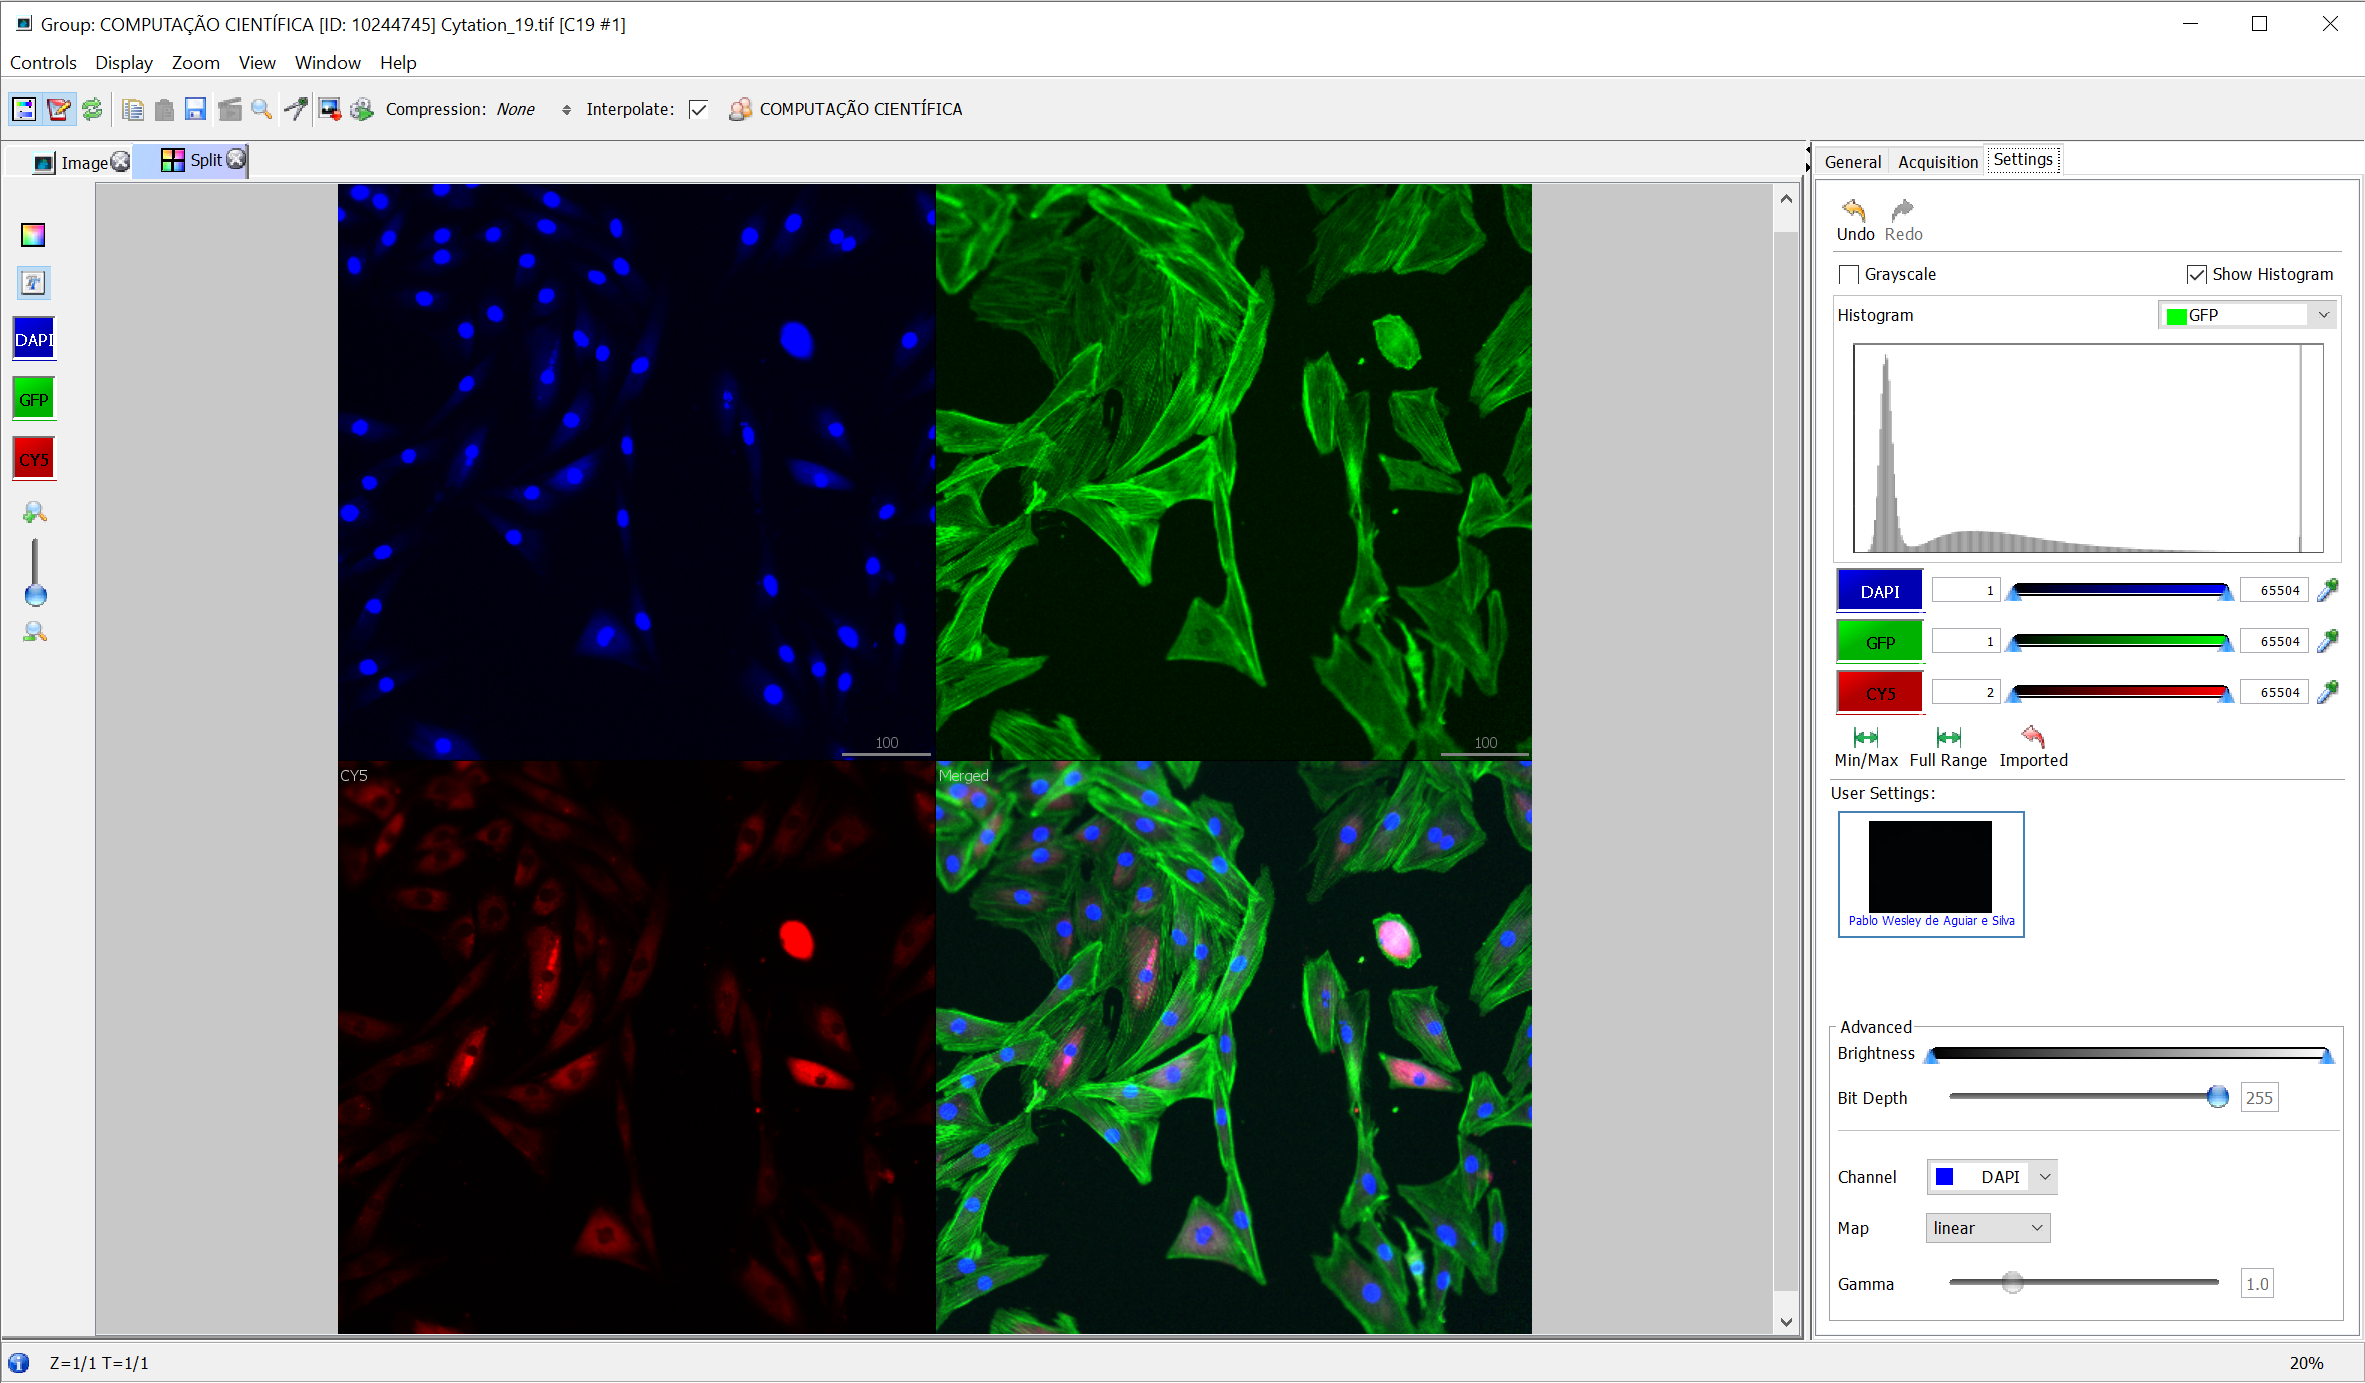 Group: COMPUTAÇÃO CIENTÍFICA [ID: 10244745] Cytation_19.tif [C19 #1]
Controls Display Zoom View Window Help
Compression: None Interpolate: COMPUTAÇÃO CIENTÍFICA
Image Split
General Acquisition Settings
DAPI
GFP
CY5
100
100
CY5
Merged
Undo Redo
Grayscale Show Histogram
Histogram GFP
DAPI 1 65504
GFP 1 65504
CY5 2 65504
Min/Max Full Range Imported
User Settings:
Pablo Wesley de Aguiar e Silva
Advanced
Brightness
Bit Depth 255
Channel DAPI
Map linear
Gamma 1.0
Z=1/1 T=1/1 20%